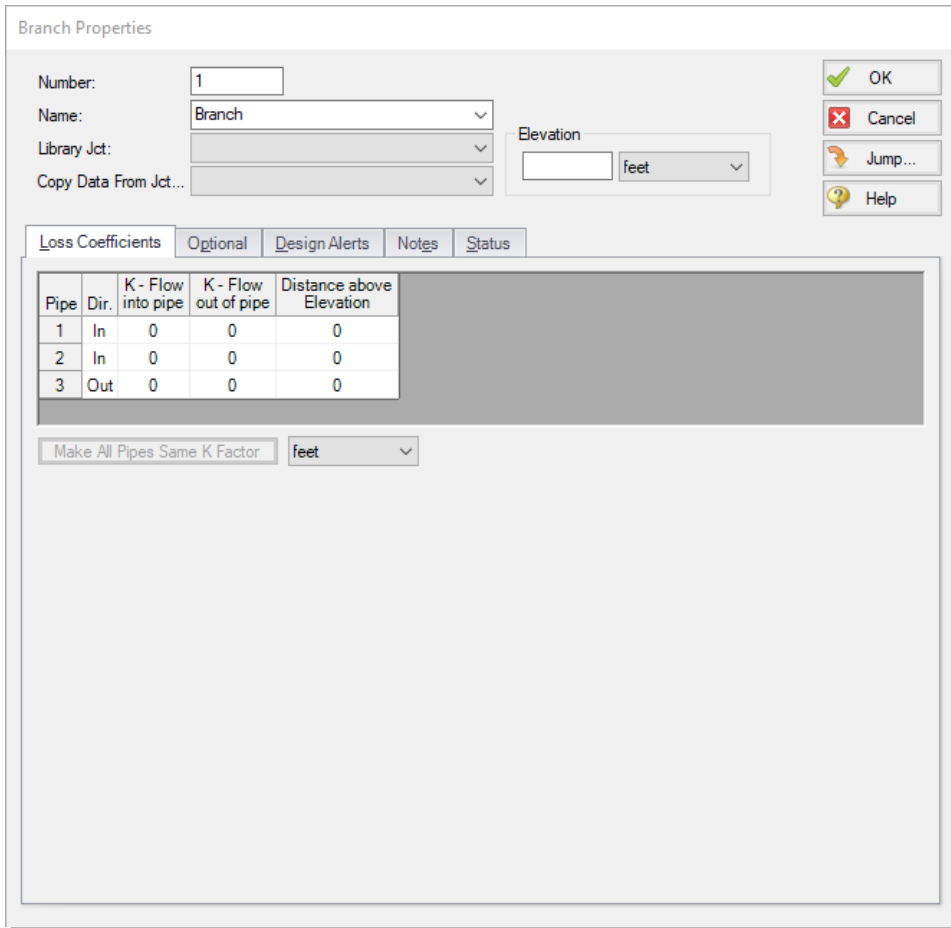 Branch Properties
Number: 1
Name: Branch
Library Jct:
Copy Data From Jct...
Elevation
feet
OK
Cancel
Jump...
Help
Loss Coefficients Optional Design Alerts Notes Status
Pipe Dir. K - Flow into pipe K - Flow out of pipe Distance above Elevation
1 In 0 0 0
2 In 0 0 0
3 Out 0 0 0
Make All Pipes Same K Factor feet